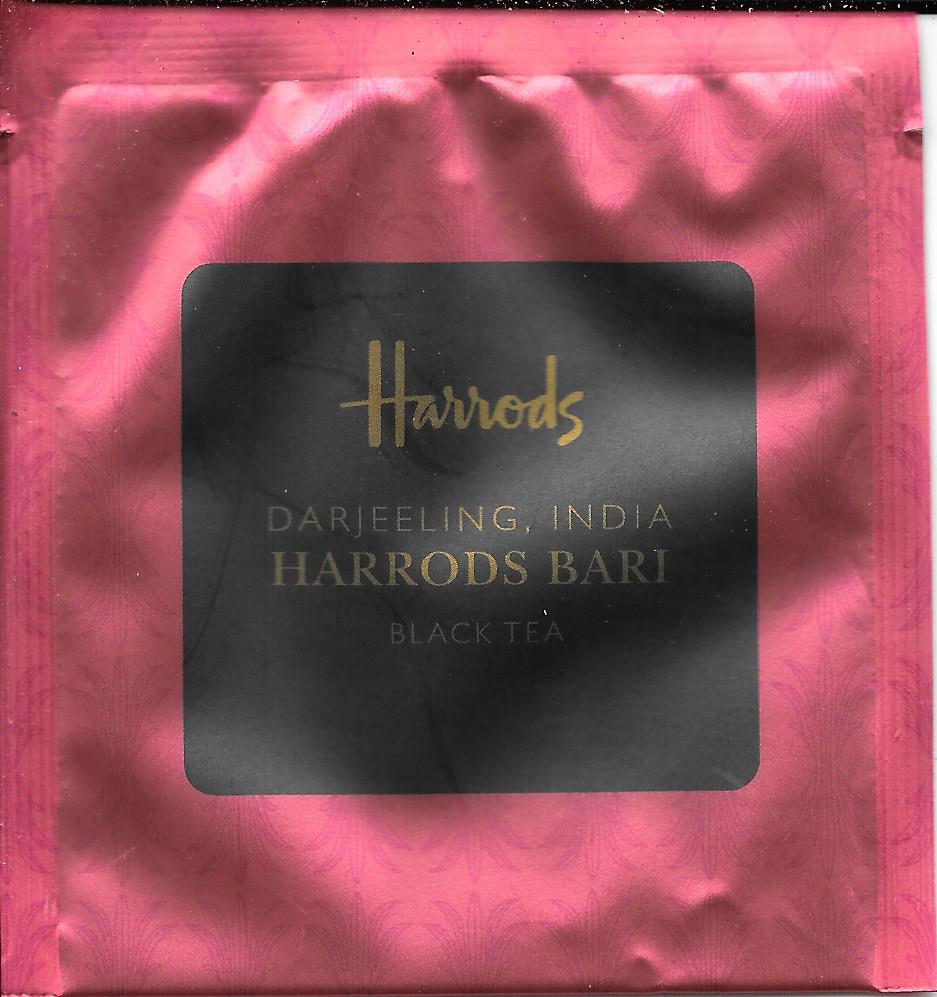 Harrods
DARJEELING, INDIA
HARRODS BARI
BLACK TEA